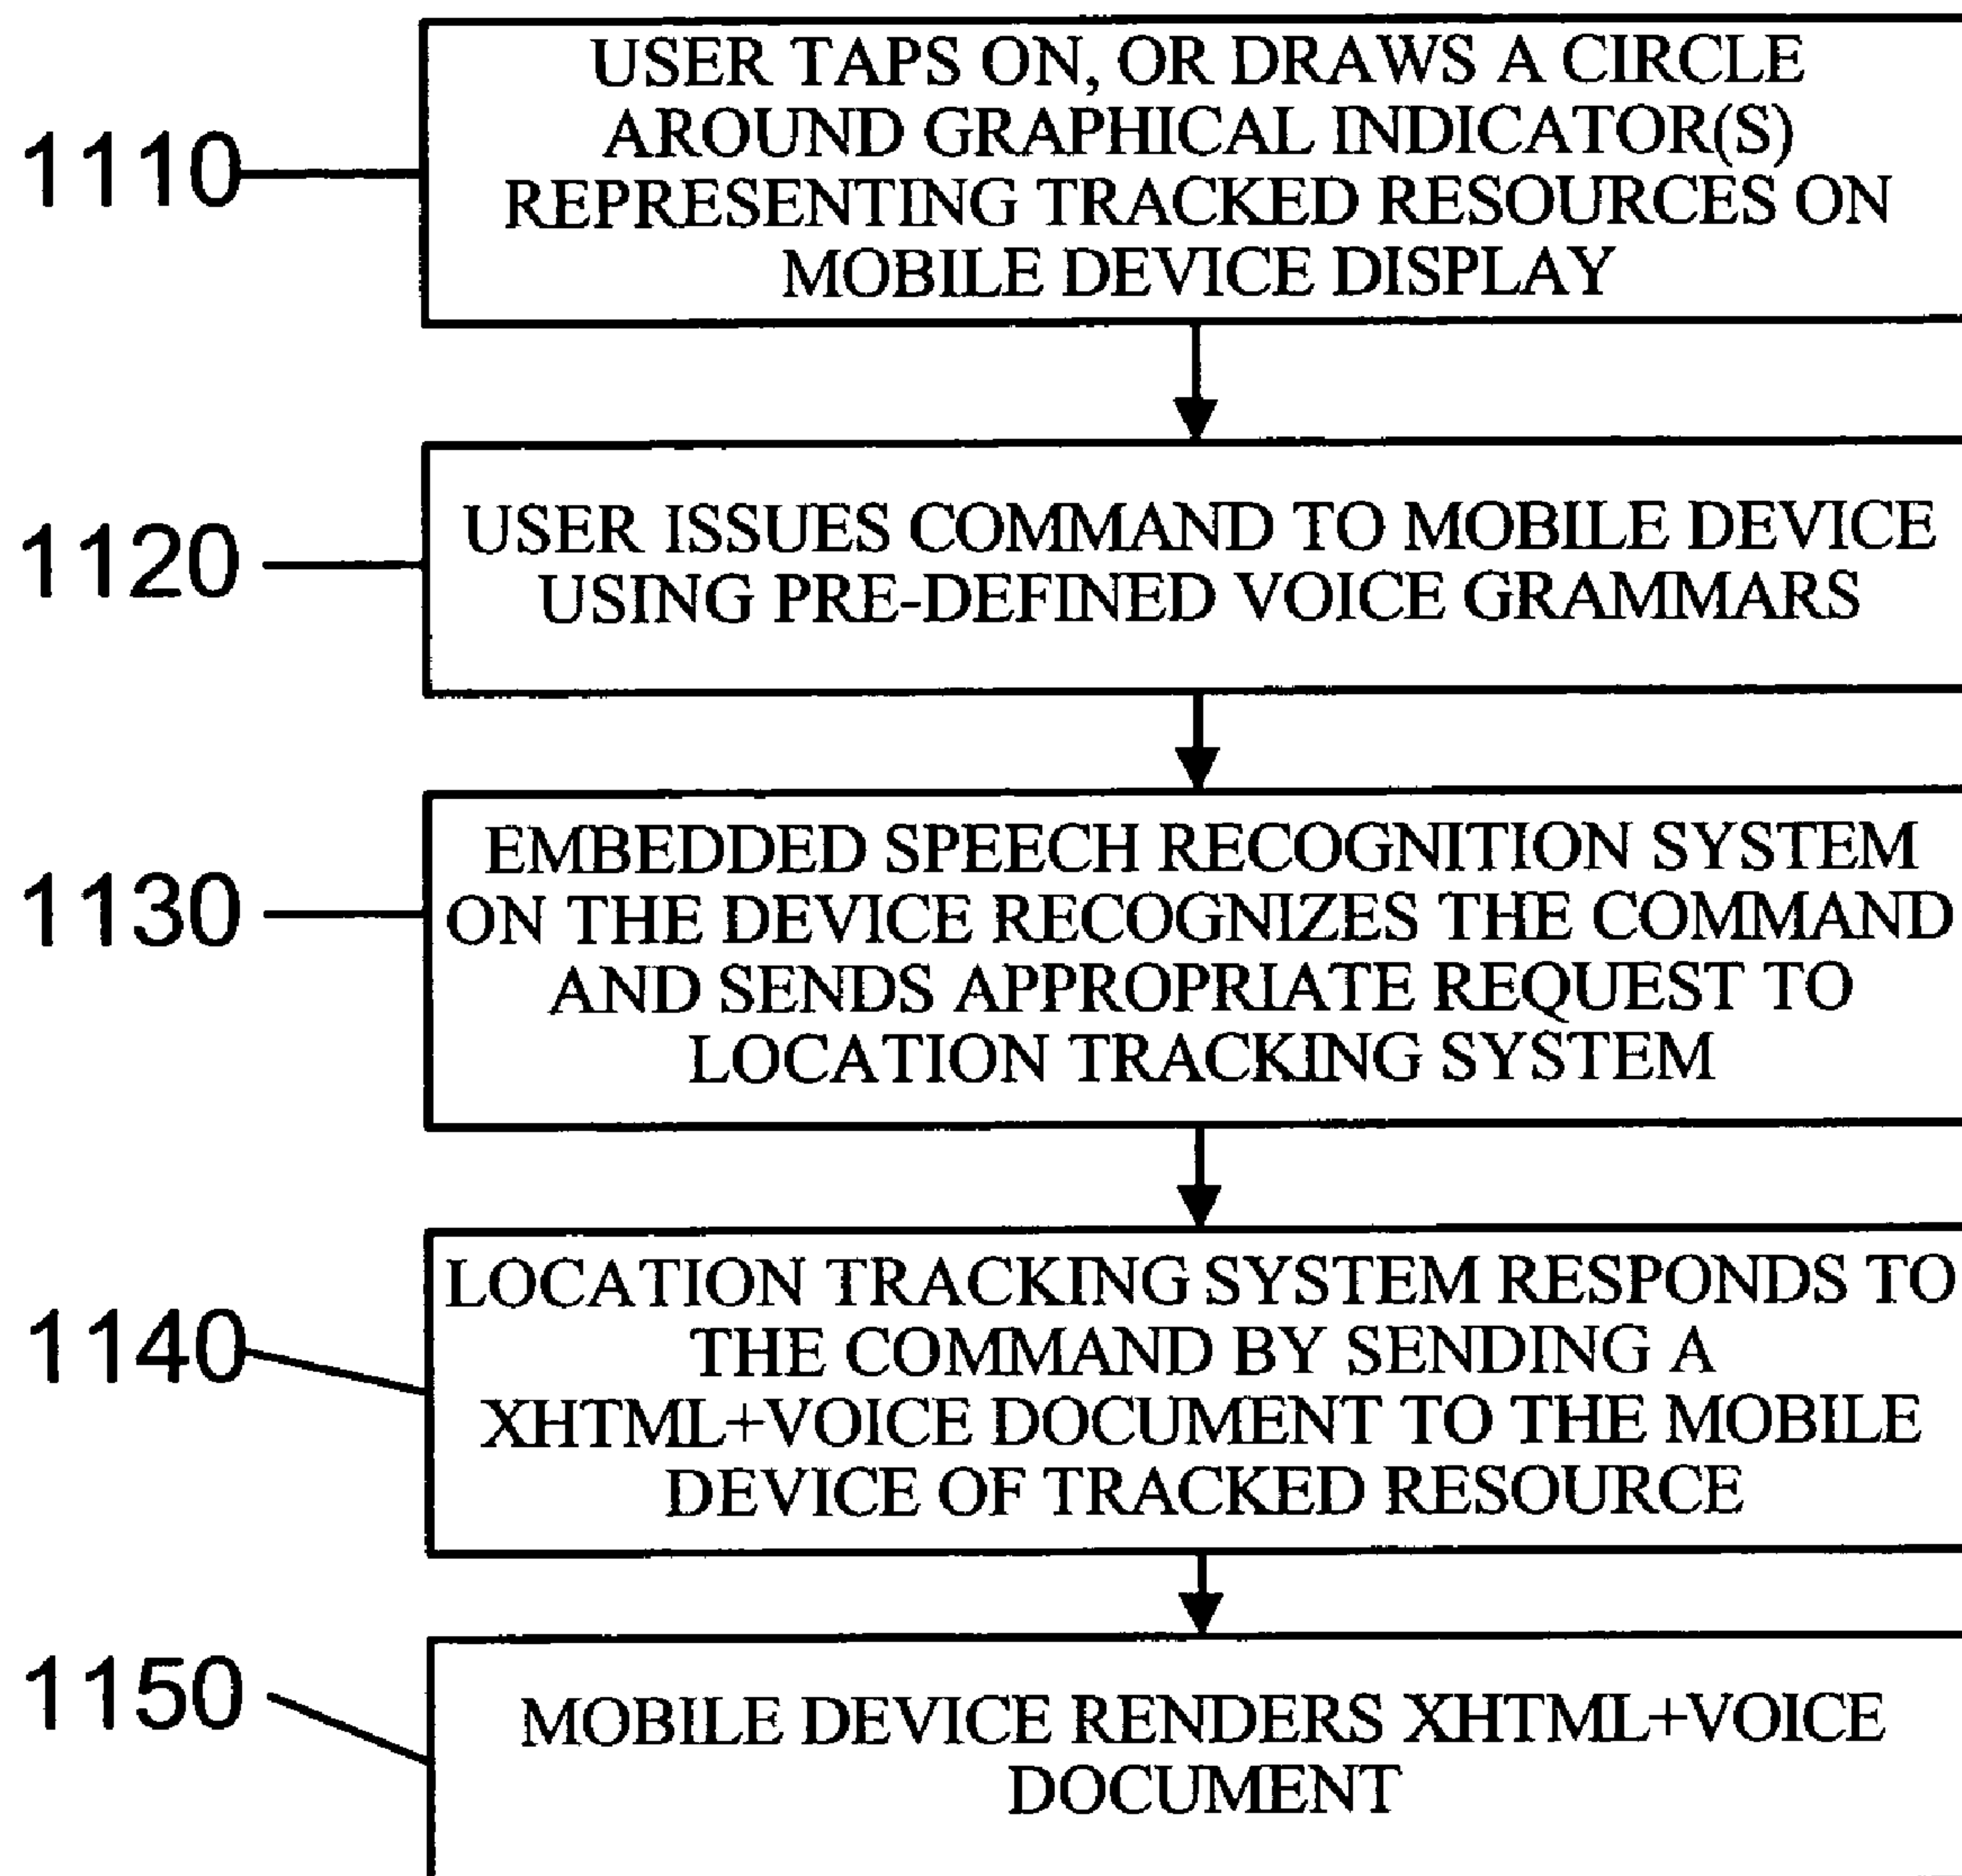 1110
USER TAPS ON, OR DRAWS A CIRCLE
AROUND GRAPHICAL INDICATOR(S)
REPRESENTING TRACKED RESOURCES ON
MOBILE DEVICE DISPLAY
1120
USER ISSUES COMMAND TO MOBILE DEVICE
USING PRE-DEFINED VOICE GRAMMARS
1130
EMBEDDED SPEECH RECOGNITION SYSTEM
ON THE DEVICE RECOGNIZES THE COMMAND
AND SENDS APPROPRIATE REQUEST TO
LOCATION TRACKING SYSTEM
1140
LOCATION TRACKING SYSTEM RESPONDS TO
THE COMMAND BY SENDING A
XHTML+VOICE DOCUMENT TO THE MOBILE
DEVICE OF TRACKED RESOURCE
1150
MOBILE DEVICE RENDERS XHTML+VOICE
DOCUMENT